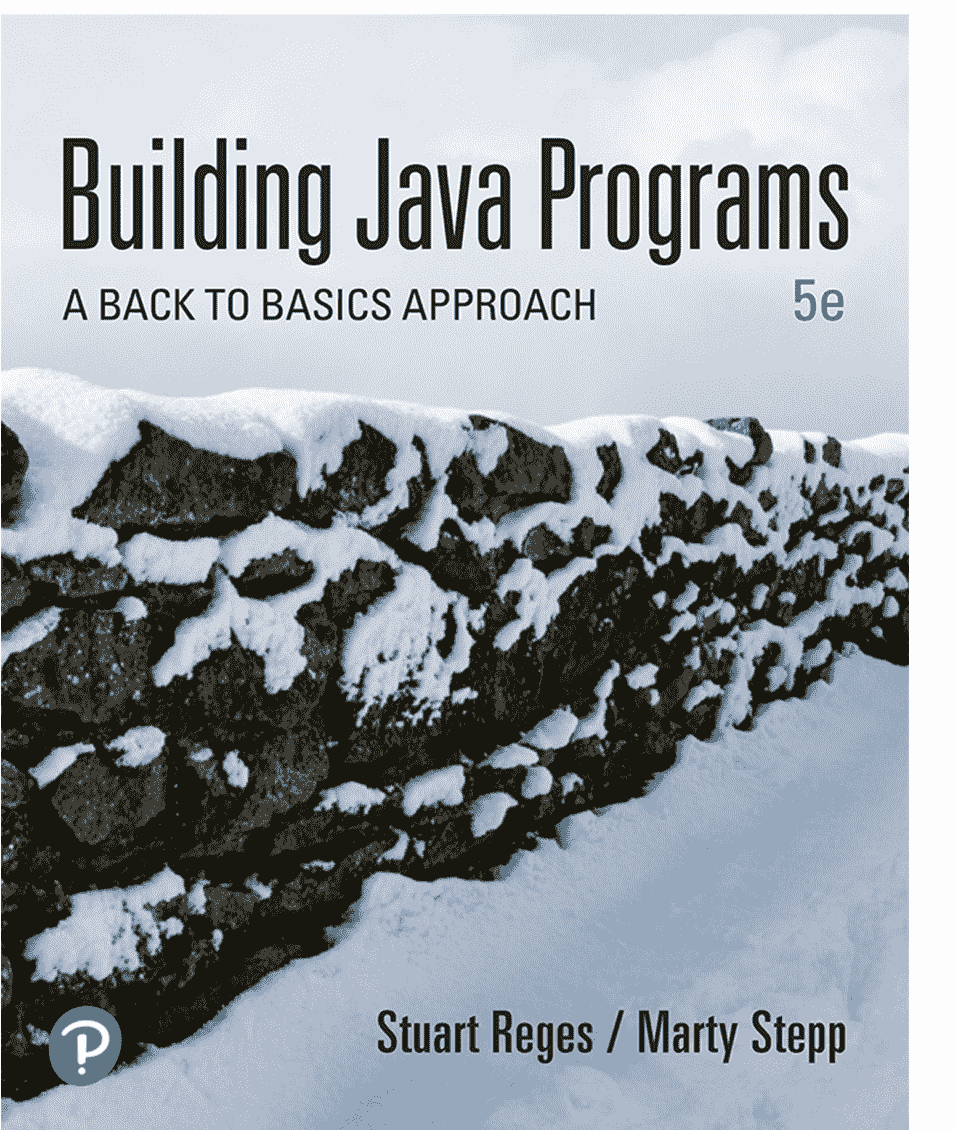 Building Java Programs
A BACK TO BASICS APPROACH
5e
Stuart Reges / Marty Stepp